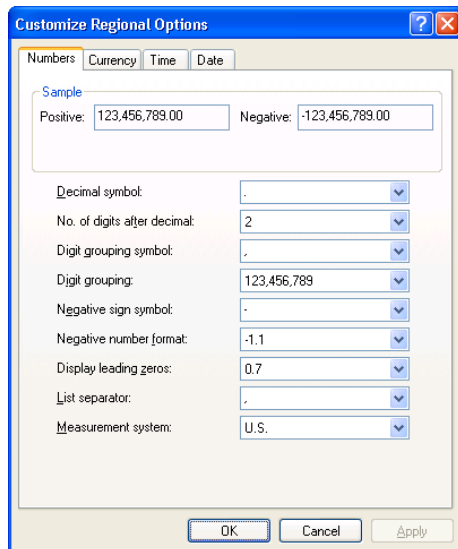 Customize Regional Options
Numbers Currency Time Date
Sample
Positive: 123,456,789.00 Negative: -123,456,789.00
Decimal symbol: .
No. of digits after decimal: 2
Digit grouping symbol: ,
Digit grouping: 123,456,789
Negative sign symbol: -
Negative number format: -1.1
Display leading zeros: 0.7
List separator: ,
Measurement system: U.S.
OK Cancel Apply